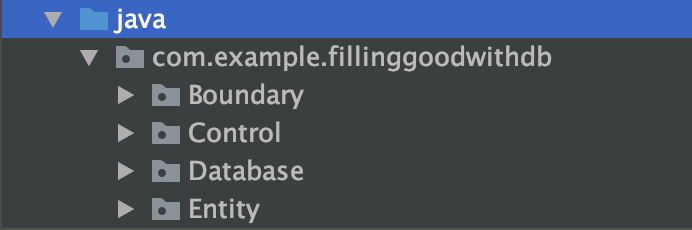 java
com.example.fillinggoodwithdb
Boundary
Control
Database
Entity